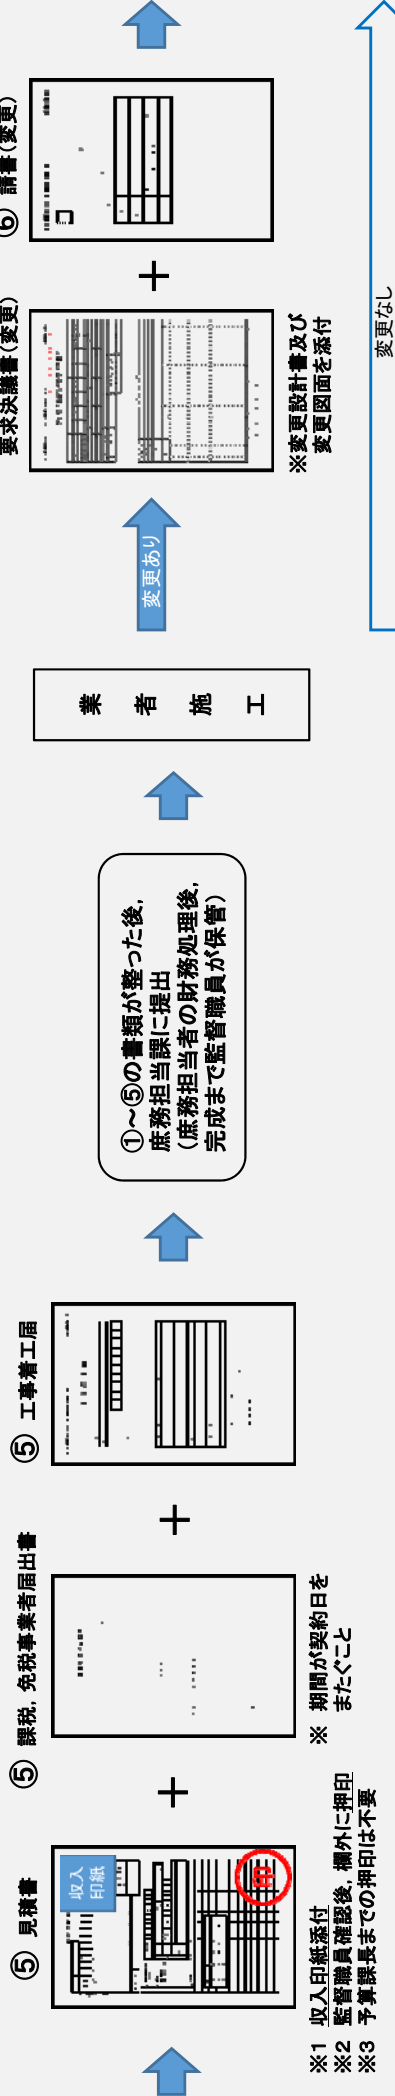 ⑤ 見積書
収入
印紙
印
※1 収入印紙添付
※2 監督職員確認後，欄外に押印
※3 予算課長までの押印は不要
⑤ 課税，免税事業者届出書
※ 期間が契約日を
またぐこと
⑤ 工事着工届
①～⑤の書類が整った後，
庶務担当課に提出
（庶務担当者の財務処理後，
完成まで監督職員が保管）
業者施工
変更あり
要求決議書（変更）
※変更設計書及び
変更図面を添付
⑥ 請書（変更）
変更なし